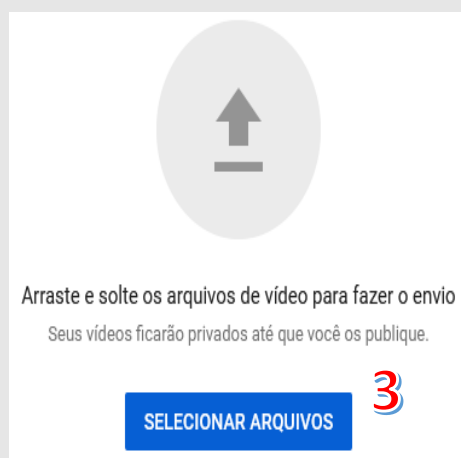 Arraste e solte os arquivos de vídeo para fazer o envio
Seus vídeos ficarão privados até que você os publique.
3
SELECIONAR ARQUIVOS